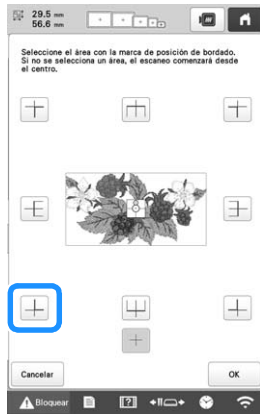 29.5 mm
56.6 mm
Seleccione el área con la marca de posición de bordado.
Si no se selecciona un área, el escaneo comenzará desde
el centro.
Cancelar
OK
Bloquear